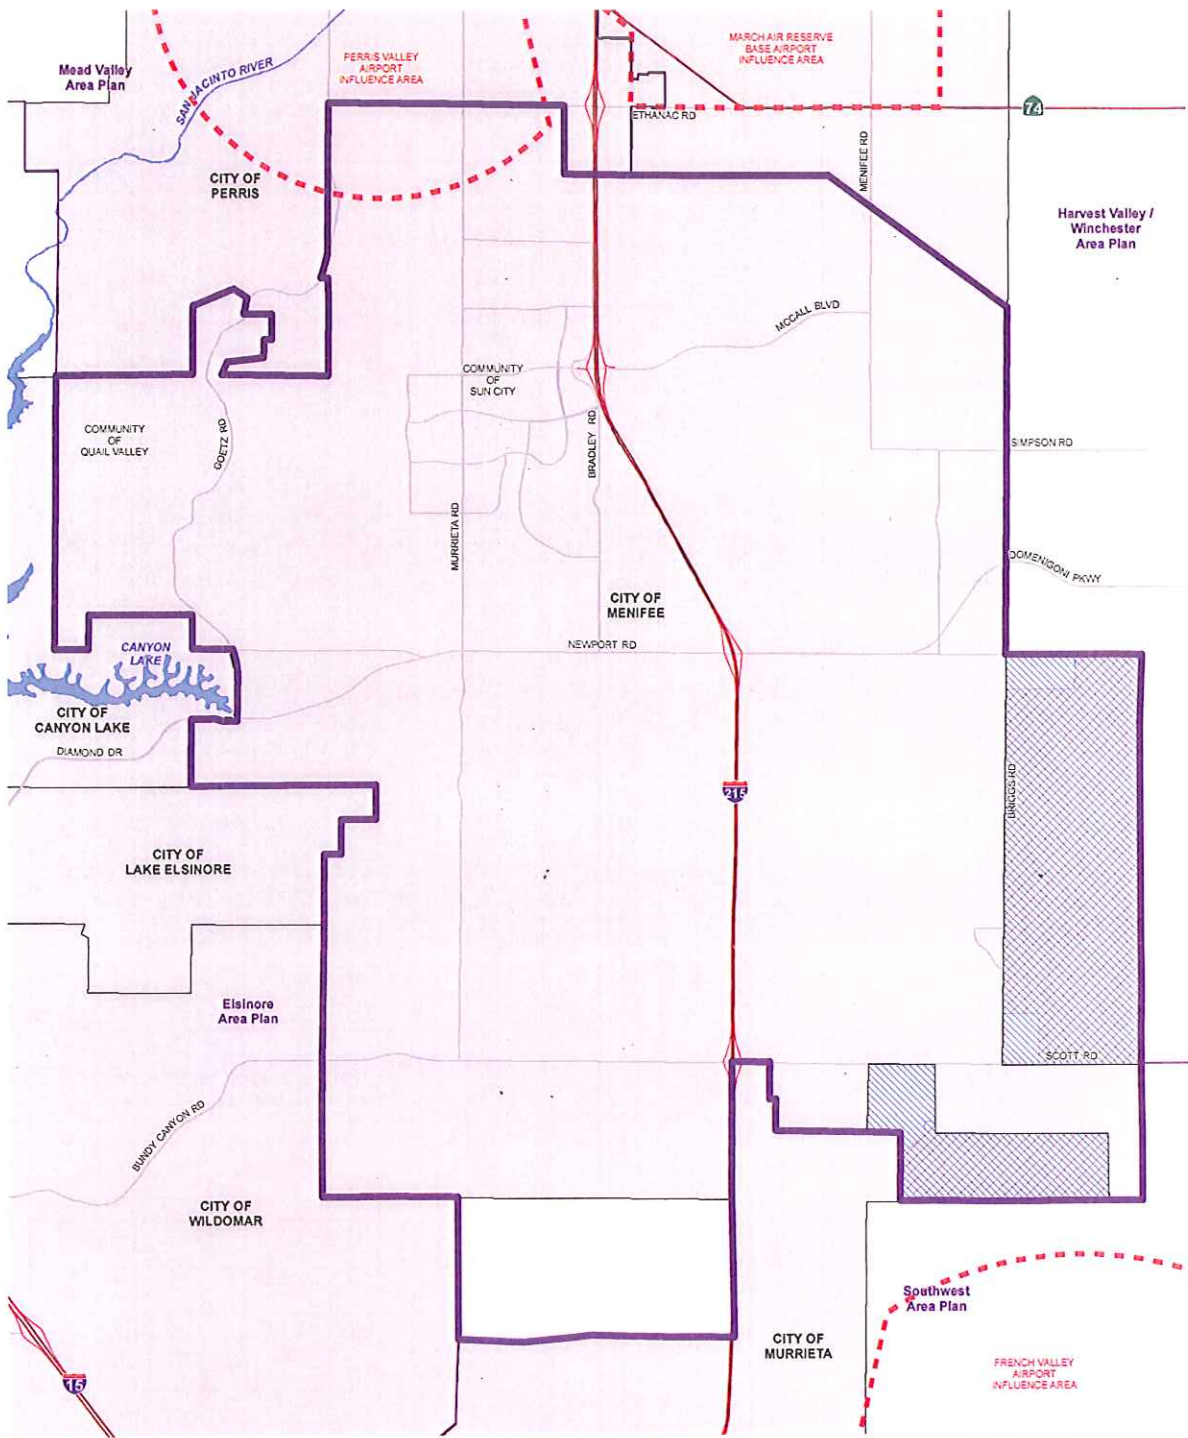 MARCH AIR RESERVE
BASE AIRPORT
INFLUENCE AREA
PERRIS VALLEY
AIRPORT
INFLUENCE AREA
Mead Valley
Area Plan
SAN JACINTO RIVER
74
ETHANAC RD
MENIFEE RD
CITY OF
PERRIS
Harvest Valley /
Winchester
Area Plan
MCCALL BLVD
COMMUNITY
OF
SUN CITY
COMMUNITY
OF
QUAIL VALLEY
GOETZ RD
BRADLEY RD
SIMPSON RD
MURRIETA RD
DOMENIGONI PKWY
CITY OF
MENIFEE
NEWPORT RD
CANYON
LAKE
CITY OF
CANYON LAKE
DIAMOND DR
215
BRIGGS RD
CITY OF
LAKE ELSINORE
Elsinore
Area Plan
SCOTT RD
BUNDY CANYON RD
CITY OF
WILDOMAR
Southwest
Area Plan
CITY OF
MURRIETA
FRENCH VALLEY
AIRPORT
INFLUENCE AREA
15